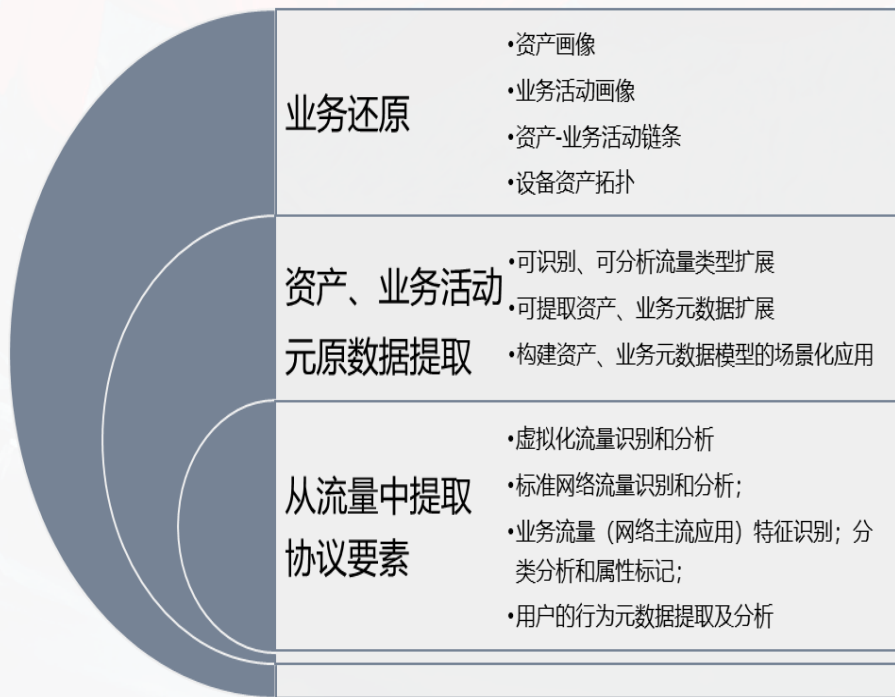 业务还原
•资产画像
•业务活动画像
•资产-业务活动链条
•设备资产拓扑
资产、业务活动
元原数据提取
•可识别、可分析流量类型扩展
•可提取资产、业务元数据扩展
•构建资产、业务元数据模型的场景化应用
从流量中提取
协议要素
•虚拟化流量识别和分析
•标准网络流量识别和分析；
•业务流量（网络主流应用）特征识别；分
类分析和属性标记；
•用户的行为元数据提取及分析